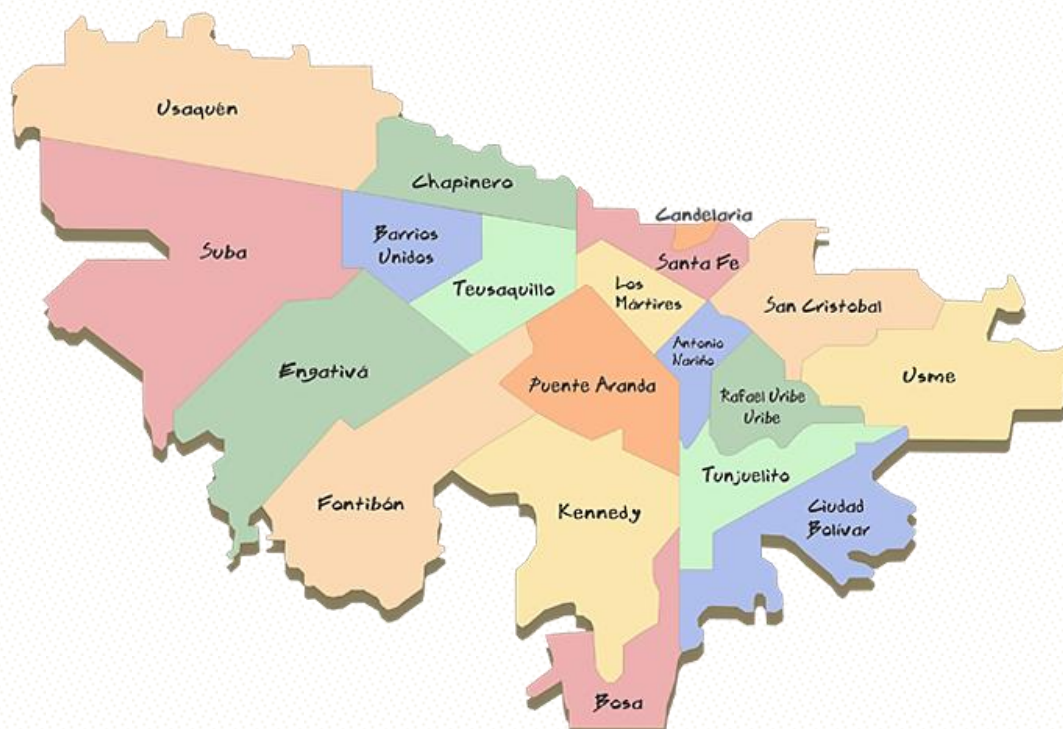 Usaquén
Chapinero
Candelaria
Suba
Barrios
Unidos
Santa Fe
Teusaquillo
Los
Mártires
San Cristobal
Antonio
Nariño
Engativá
Puente Aranda
Usme
Rafael Uribe
Uribe
Tunjuelito
Fontibón
Kennedy
Ciudad
Bolívar
Bosa